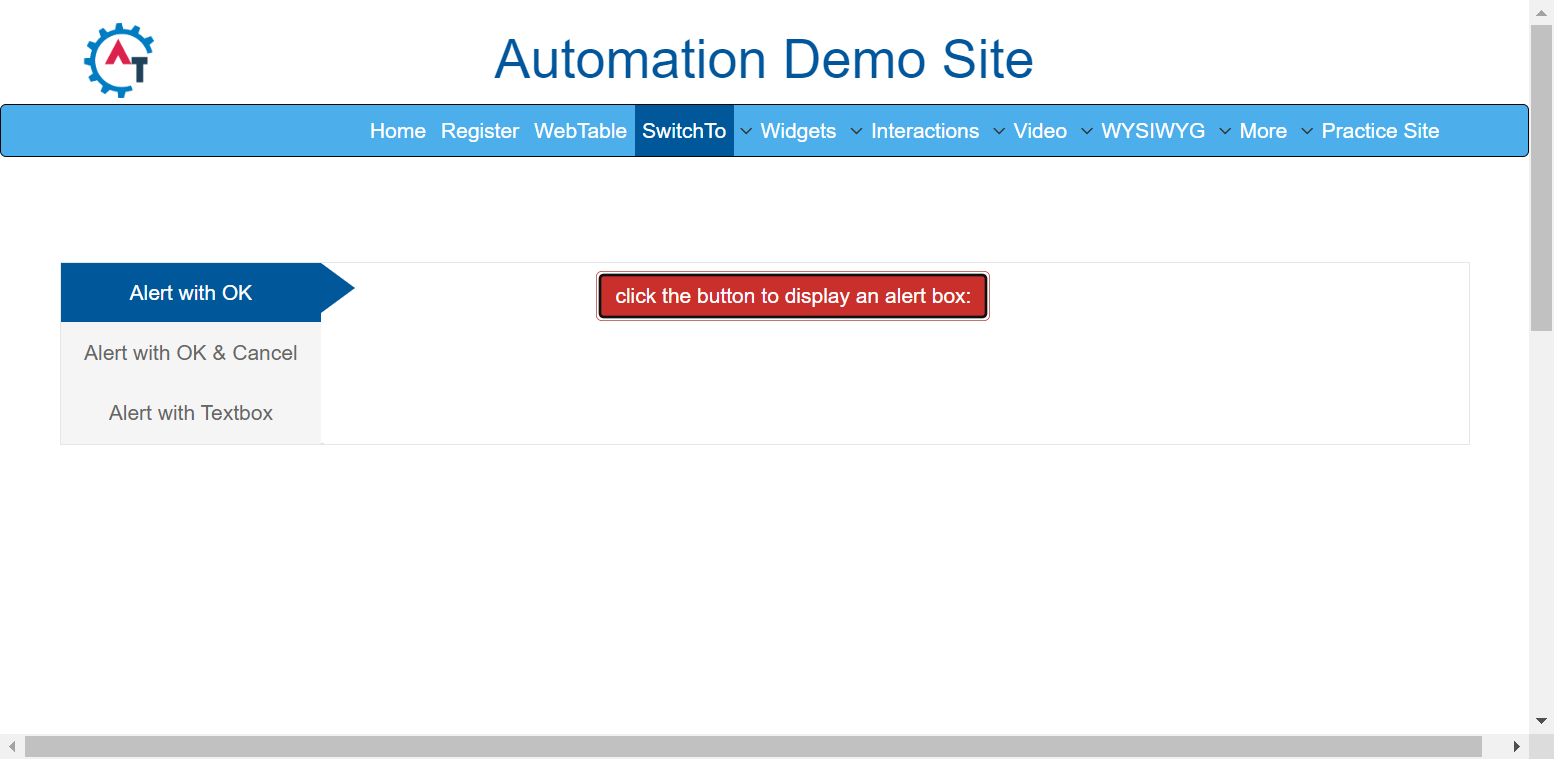 AT
Automation Demo Site
Home Register WebTable SwitchTo Widgets Interactions Video WYSIWYG More Practice Site
Alert with OK
click the button to display an alert box:
Alert with OK & Cancel
Alert with Textbox